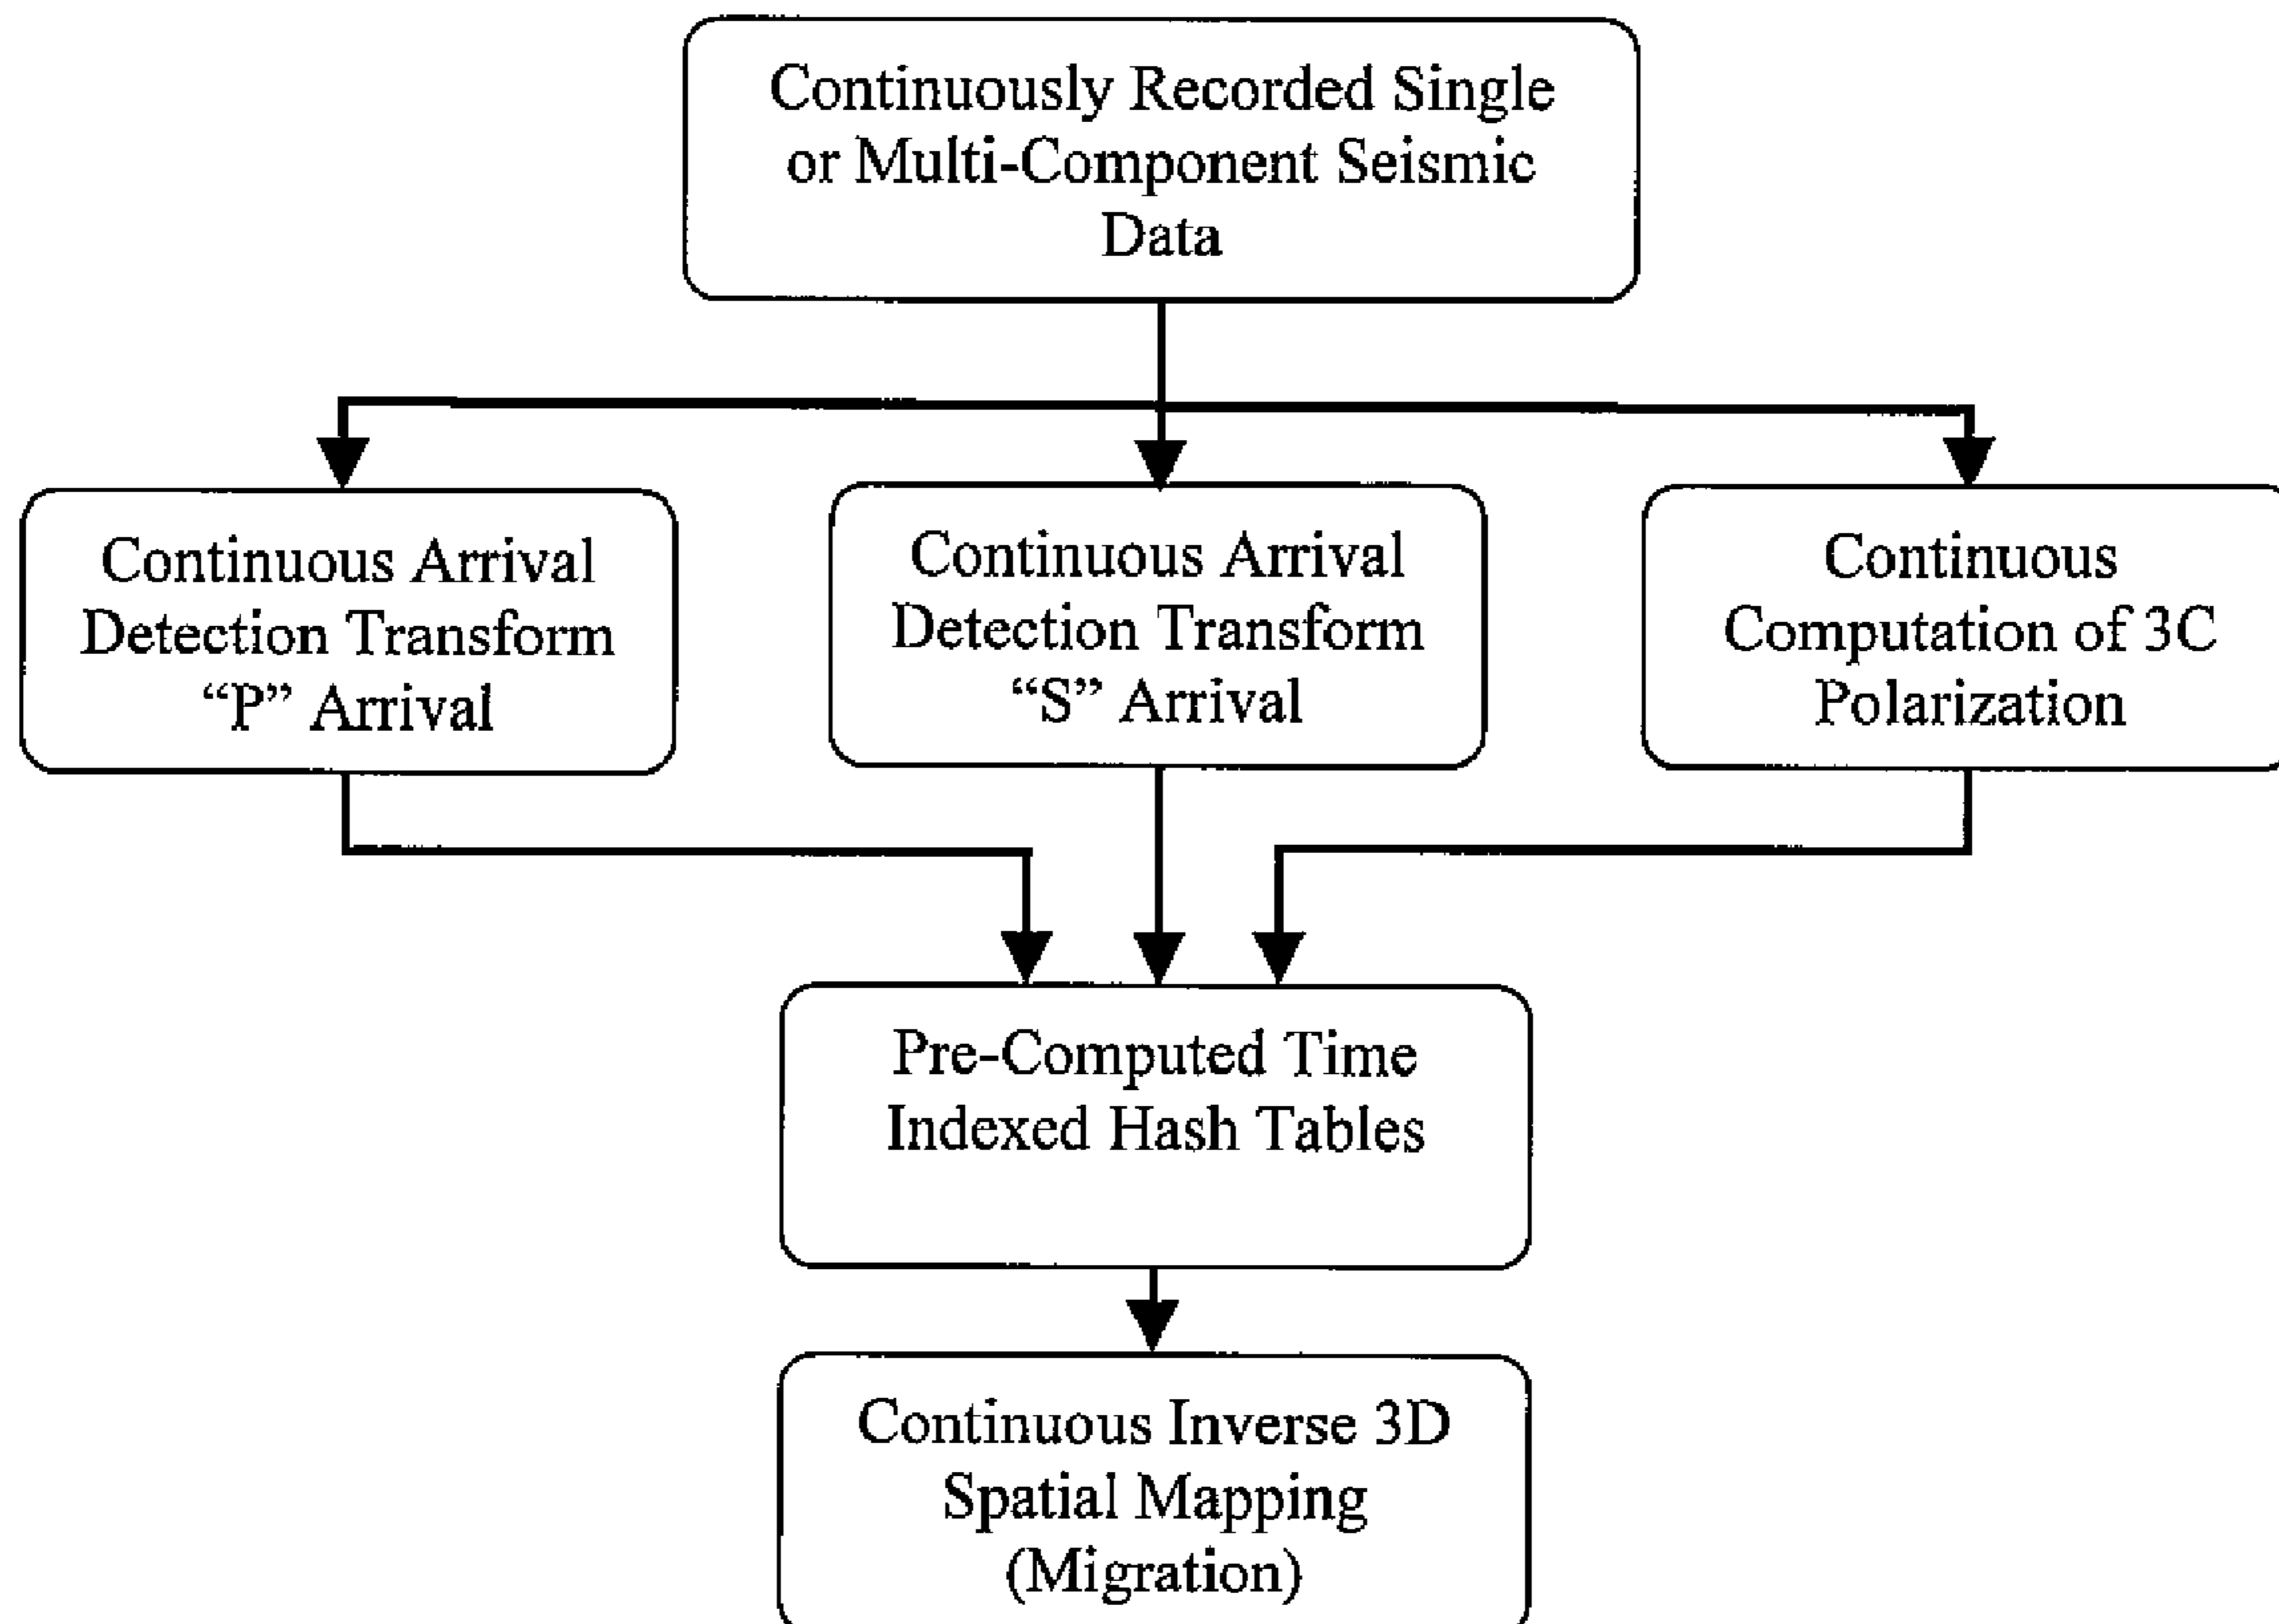 Continuously Recorded Single
or Multi-Component Seismic
Data
Continuous Arrival
Detection Transform
“P” Arrival
Continuous Arrival
Detection Transform
“S” Arrival
Continuous
Computation of 3C
Polarization
Pre-Computed Time
Indexed Hash Tables
Continuous Inverse 3D
Spatial Mapping
(Migration)